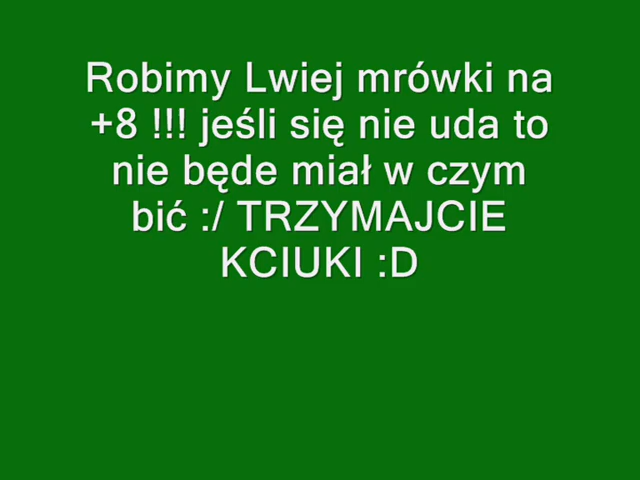 Robimy Lwiej mrówki na
+8 !!! jeśli się nie uda to
nie będe miał w czym
bić :/ TRZYMAJCIE
KCIUKI :D